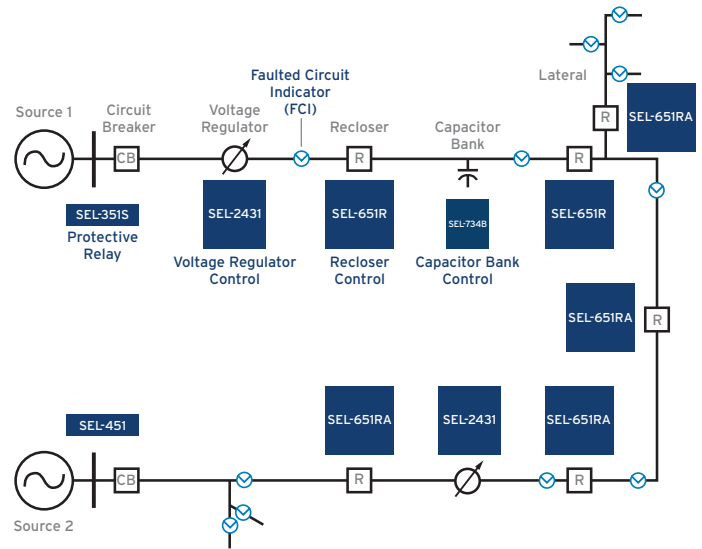 Faulted Circuit
Indicator
(FCI)
Lateral
Source 1
Circuit
Breaker
Voltage
Regulator
Recloser
Capacitor
Bank
R
SEL-651RA
CB
R
R
SEL-351S
Protective
Relay
SEL-2431
Voltage Regulator
Control
SEL-651R
Recloser
Control
SEL-734B
Capacitor Bank
Control
SEL-651R
SEL-651RA
R
SEL-451
SEL-651RA
SEL-2431
SEL-651RA
CB
R
R
Source 2